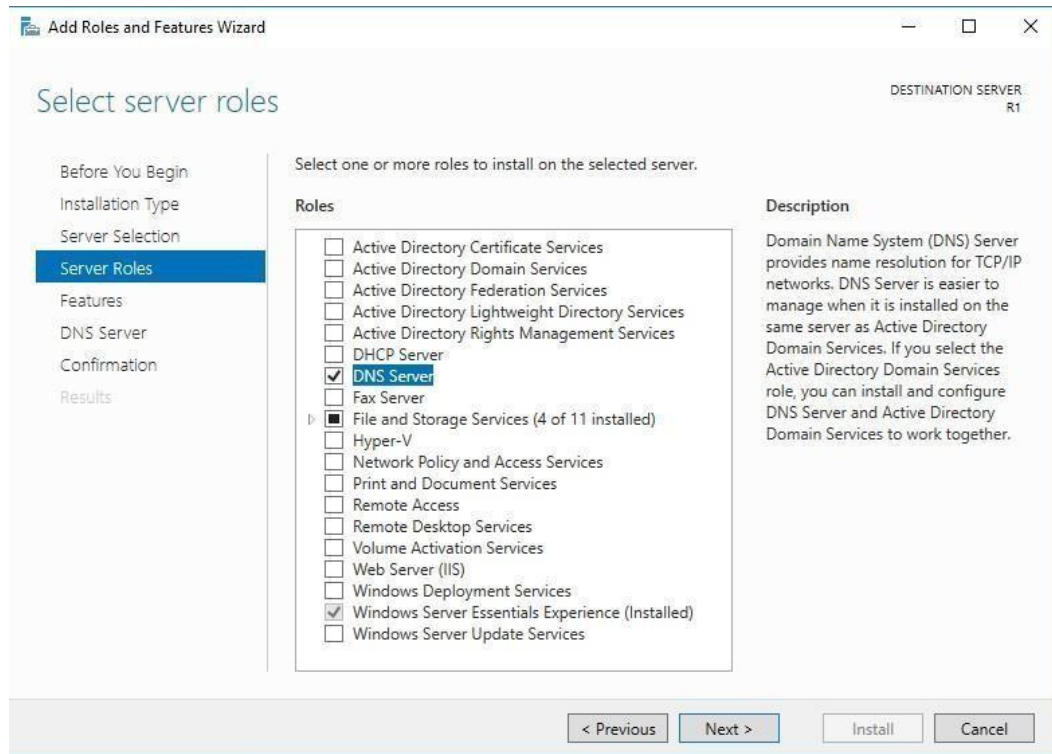 Add Roles and Features Wizard
Select server roles
DESTINATION SERVER
R1
Before You Begin
Installation Type
Server Selection
Server Roles
Features
DNS Server
Confirmation
Results
Select one or more roles to install on the selected server.
Roles
Active Directory Certificate Services
Active Directory Domain Services
Active Directory Federation Services
Active Directory Lightweight Directory Services
Active Directory Rights Management Services
DHCP Server
DNS Server
Fax Server
File and Storage Services (4 of 11 installed)
Hyper-V
Network Policy and Access Services
Print and Document Services
Remote Access
Remote Desktop Services
Volume Activation Services
Web Server (IIS)
Windows Deployment Services
Windows Server Essentials Experience (Installed)
Windows Server Update Services
Description
Domain Name System (DNS) Server
provides name resolution for TCP/IP
networks. DNS Server is easier to
manage when it is installed on the
same server as Active Directory
Domain Services. If you select the
Active Directory Domain Services
role, you can install and configure
DNS Server and Active Directory
Domain Services to work together.
< Previous
Next >
Install
Cancel